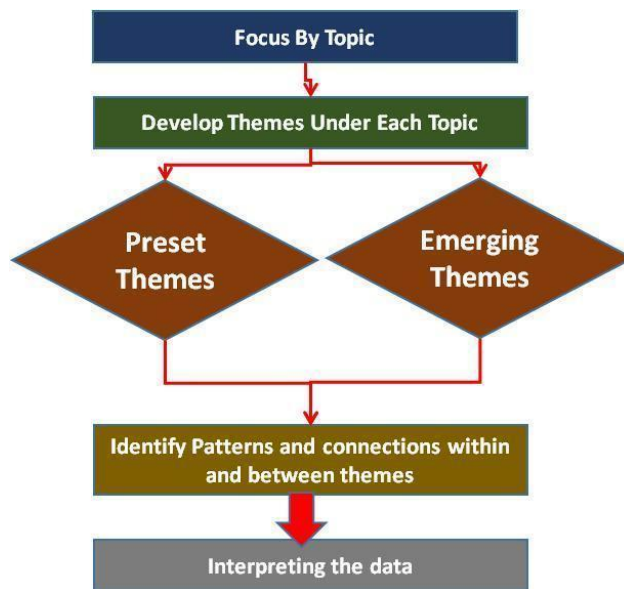 Focus By Topic
Develop Themes Under Each Topic
Preset
Themes
Emerging
Themes
Identify Patterns and connections within
and between themes
Interpreting the data